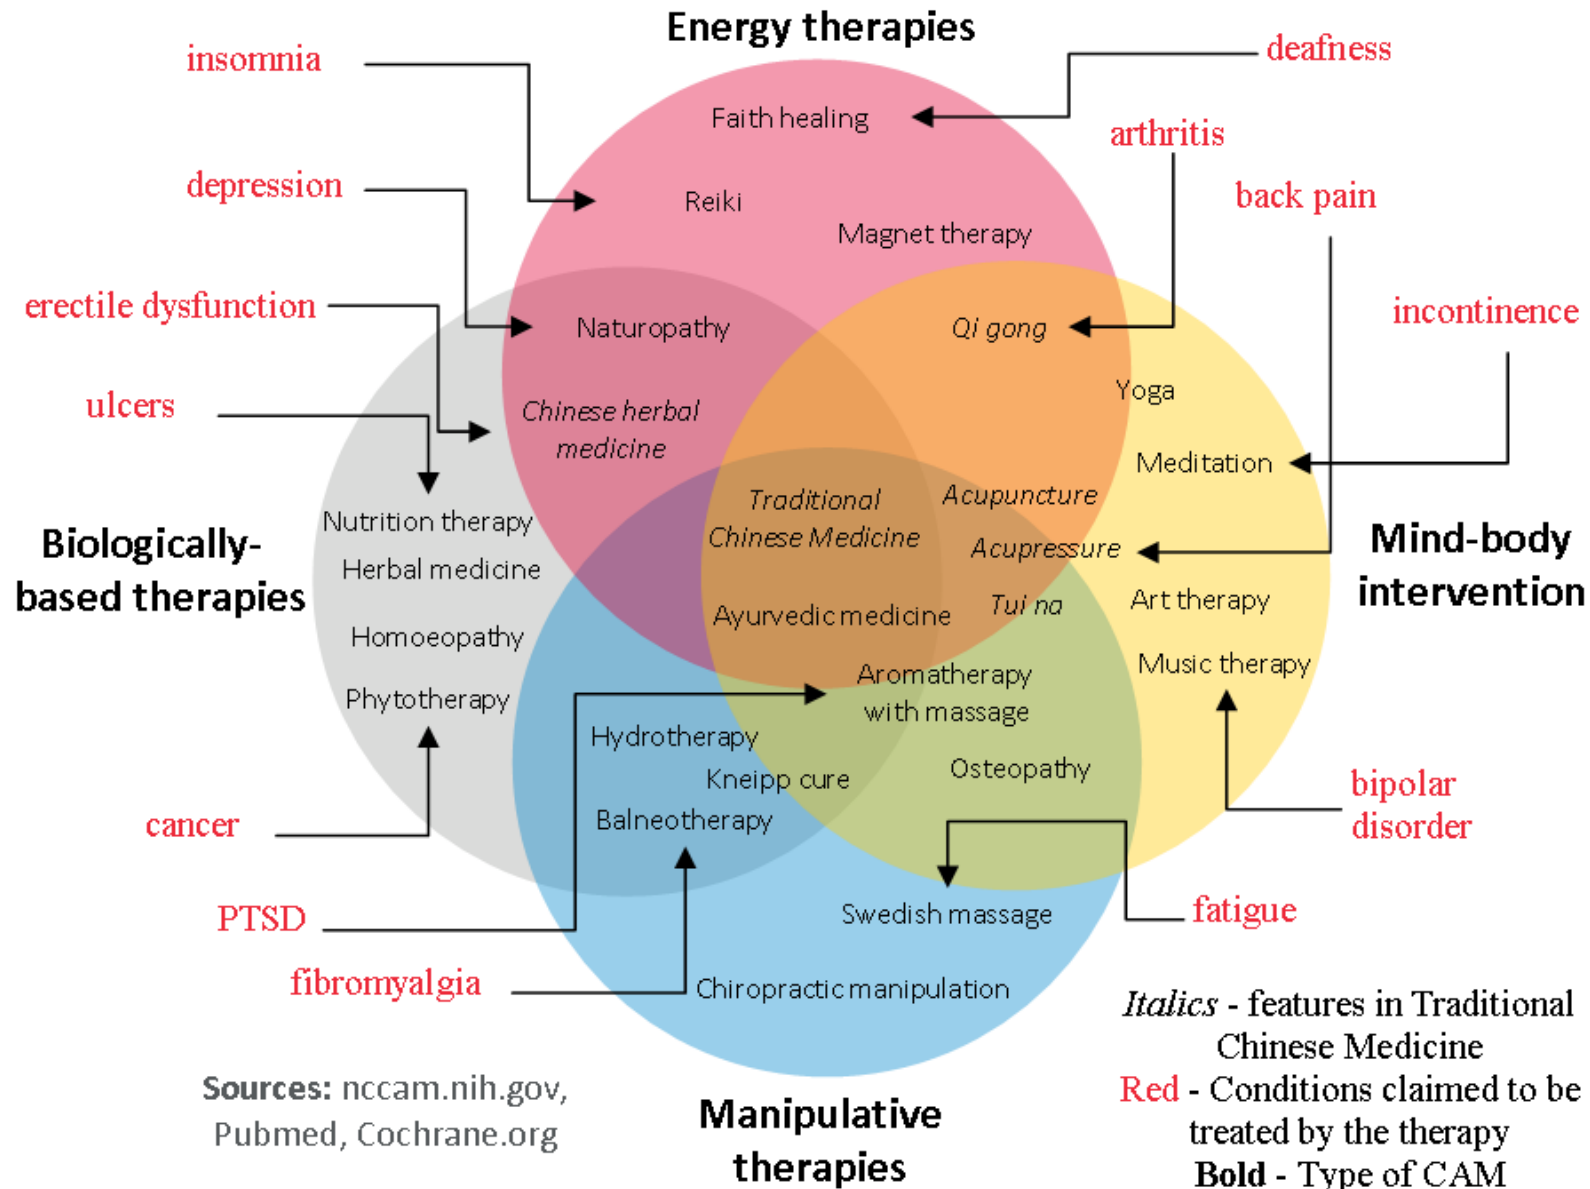 Energy therapies
insomnia
deafness
Faith healing
arthritis
depression
Reiki
back pain
Magnet therapy
erectile dysfunction
incontinence
Naturopathy
Qi gong
ulcers
Yoga
Chinese herbal
medicine
Meditation
Traditional
Chinese Medicine
Acupuncture
Nutrition therapy
Biologically-
based therapies
Acupressure
Mind-body
intervention
Herbal medicine
Ayurvedic medicine
Tui na
Art therapy
Homoeopathy
Music therapy
Phytotherapy
Aromatherapy
with massage
Hydrotherapy
Kneipp cure
Osteopathy
bipolar
disorder
cancer
Balneotherapy
PTSD
Swedish massage
fatigue
fibromyalgia
Chiropractic manipulation
Italics - features in Traditional
Chinese Medicine
Red - Conditions claimed to be
treated by the therapy
Bold - Type of CAM
Sources: nccam.nih.gov,
Pubmed, Cochrane.org
Manipulative
therapies